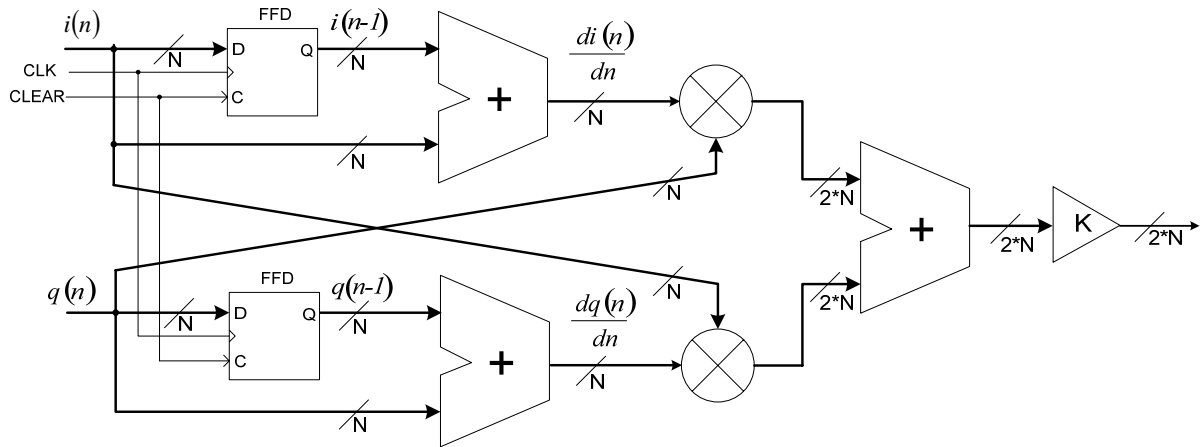 i(n)
FFD
i(n-1)
D
Q
N
N
CLK
CLEAR
C
+
di(n)
dn
N
N
N
2*N
+
2*N
K
2*N
2*N
q(n)
FFD
q(n-1)
D
Q
N
N
C
+
dq(n)
dn
N
N
N